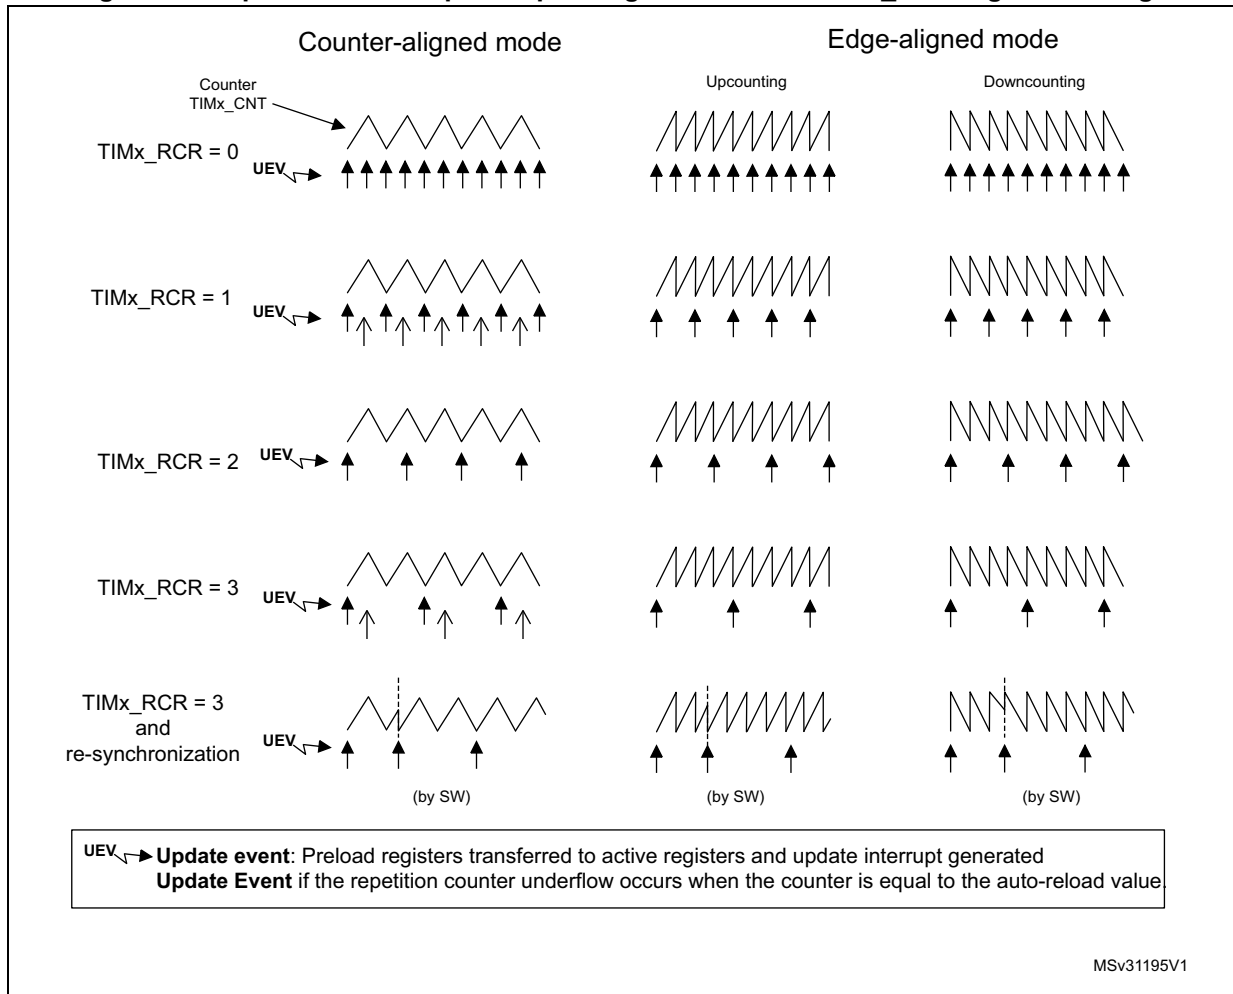 Counter-aligned mode
Edge-aligned mode
Counter
TIMx_CNT
Upcounting
Downcounting
TIMx_RCR = 0
UEV
TIMx_RCR = 1
UEV
TIMx_RCR = 2
UEV
TIMx_RCR = 3
UEV
TIMx_RCR = 3
and
re-synchronization
UEV
(by SW)
(by SW)
(by SW)
UEV Update event: Preload registers transferred to active registers and update interrupt generated
Update Event if the repetition counter underflow occurs when the counter is equal to the auto-reload value.
MSv31195V1